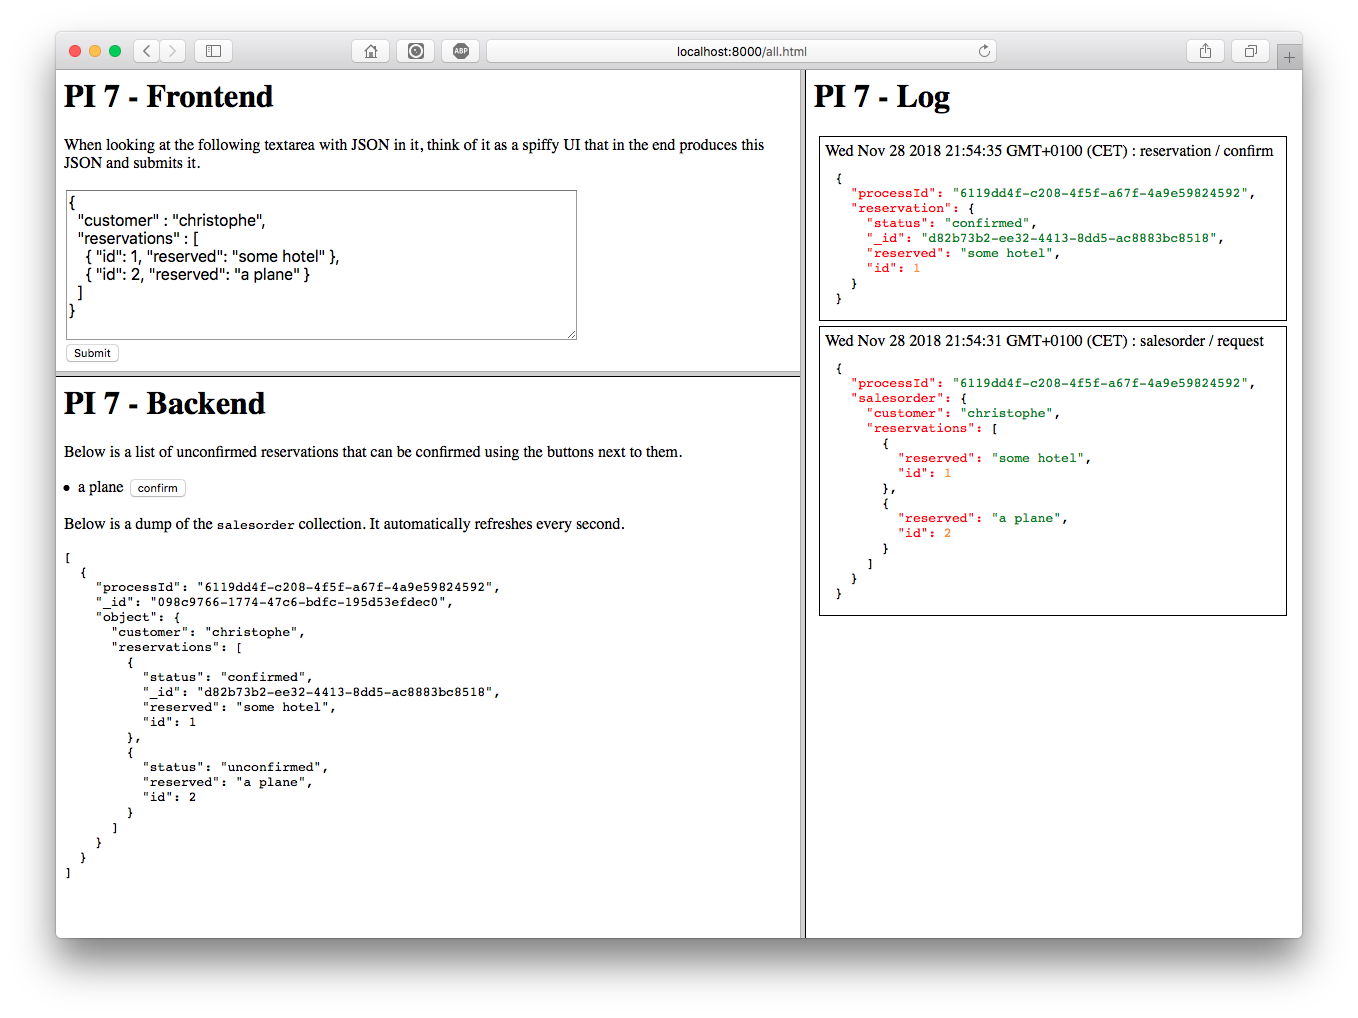 ABP
localhost:8000/all.html
PI 7 - Frontend
When looking at the following textarea with JSON in it, think of it as a spiffy UI that in the end produces this
JSON and submits it.
{
  "customer" : "christophe",
  "reservations" : [
    { "id": 1, "reserved": "some hotel" },
    { "id": 2, "reserved": "a plane" }
  ]
}
Submit
PI 7 - Backend
Below is a list of unconfirmed reservations that can be confirmed using the buttons next to them.
• a plane confirm
Below is a dump of the salesorder collection. It automatically refreshes every second.
[
  {
    "processId": "6119dd4f-c208-4f5f-a67f-4a9e59824592",
    "_id": "098c9766-1774-47c6-bdfc-195d53efdec0",
    "object": {
      "customer": "christophe",
      "reservations": [
        {
          "status": "confirmed",
          "_id": "d82b73b2-ee32-4413-8dd5-ac8883bc8518",
          "reserved": "some hotel",
          "id": 1
        },
        {
          "status": "unconfirmed",
          "reserved": "a plane",
          "id": 2
        }
      ]
    }
  }
]
PI 7 - Log
Wed Nov 28 2018 21:54:35 GMT+0100 (CET) : reservation / confirm
{
  "processId": "6119dd4f-c208-4f5f-a67f-4a9e59824592",
  "reservation": {
    "status": "confirmed",
    "_id": "d82b73b2-ee32-4413-8dd5-ac8883bc8518",
    "reserved": "some hotel",
    "id": 1
  }
}
Wed Nov 28 2018 21:54:31 GMT+0100 (CET) : salesorder / request
{
  "processId": "6119dd4f-c208-4f5f-a67f-4a9e59824592",
  "salesorder": {
    "customer": "christophe",
    "reservations": [
      {
        "reserved": "some hotel",
        "id": 1
      },
      {
        "reserved": "a plane",
        "id": 2
      }
    ]
  }
}